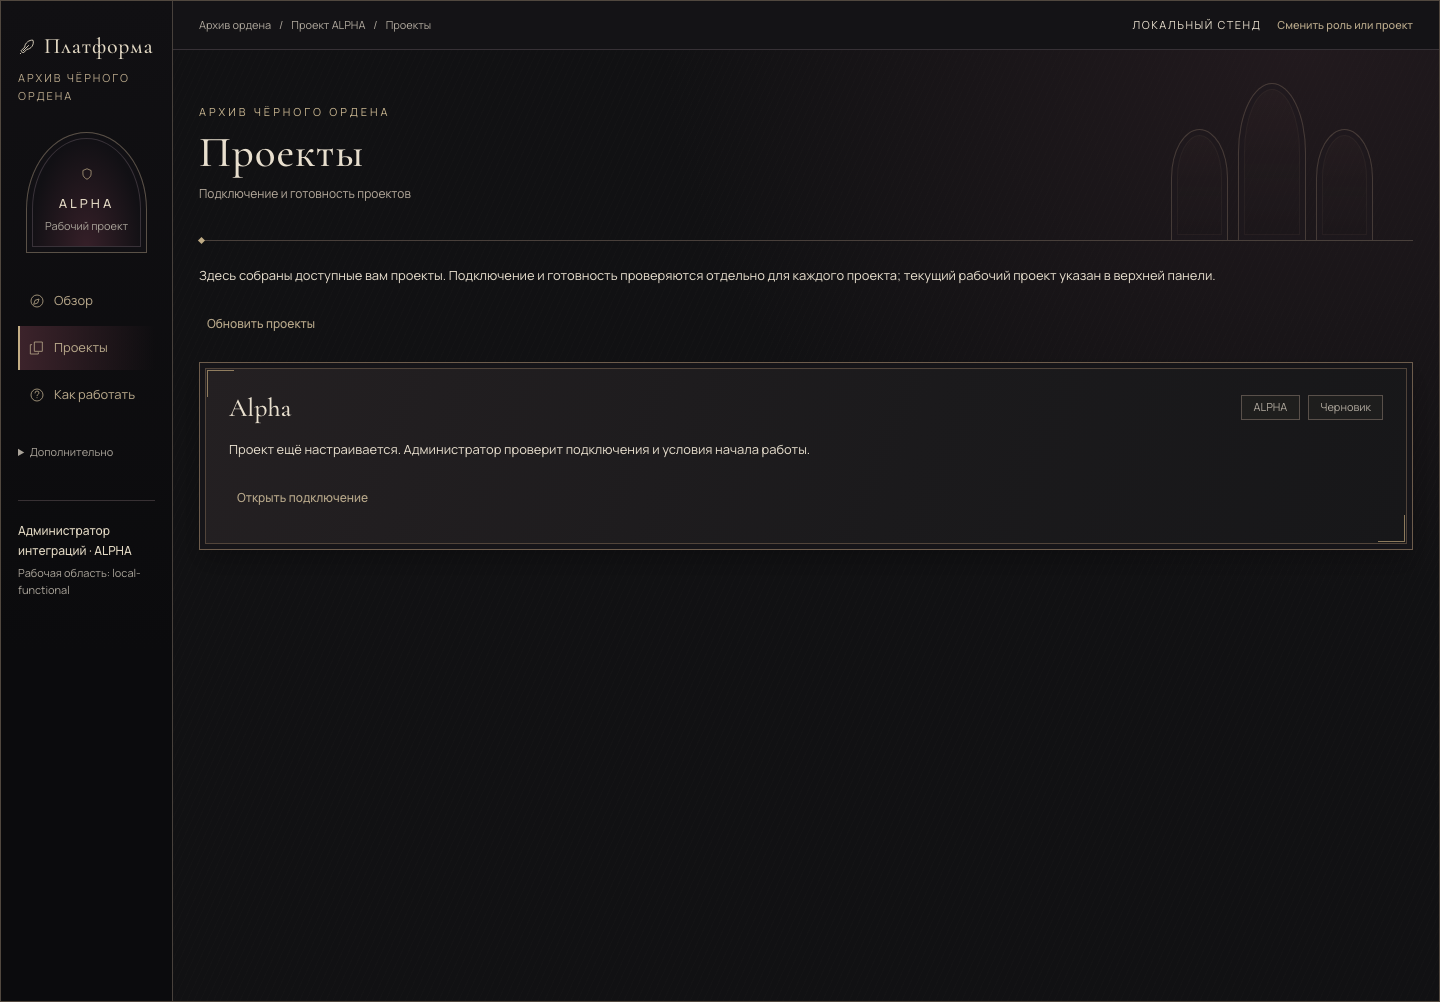 Платформа
АРХИВ ЧЁРНОГО
ОРДЕНА
ALPHA
Рабочий проект
Обзор
Проекты
Как работать
Дополнительно
Администратор
интеграций · ALPHA
Рабочая область: local-
functional
Архив ордена / Проект ALPHA / Проекты
ЛОКАЛЬНЫЙ СТЕНД Сменить роль или проект
АРХИВ ЧЁРНОГО ОРДЕНА
Проекты
Подключение и готовность проектов
Здесь собраны доступные вам проекты. Подключение и готовность проверяются отдельно для каждого проекта; текущий рабочий проект указан в верхней панели.
Обновить проекты
Alpha
ALPHA Черновик
Проект ещё настраивается. Администратор проверит подключения и условия начала работы.
Открыть подключение